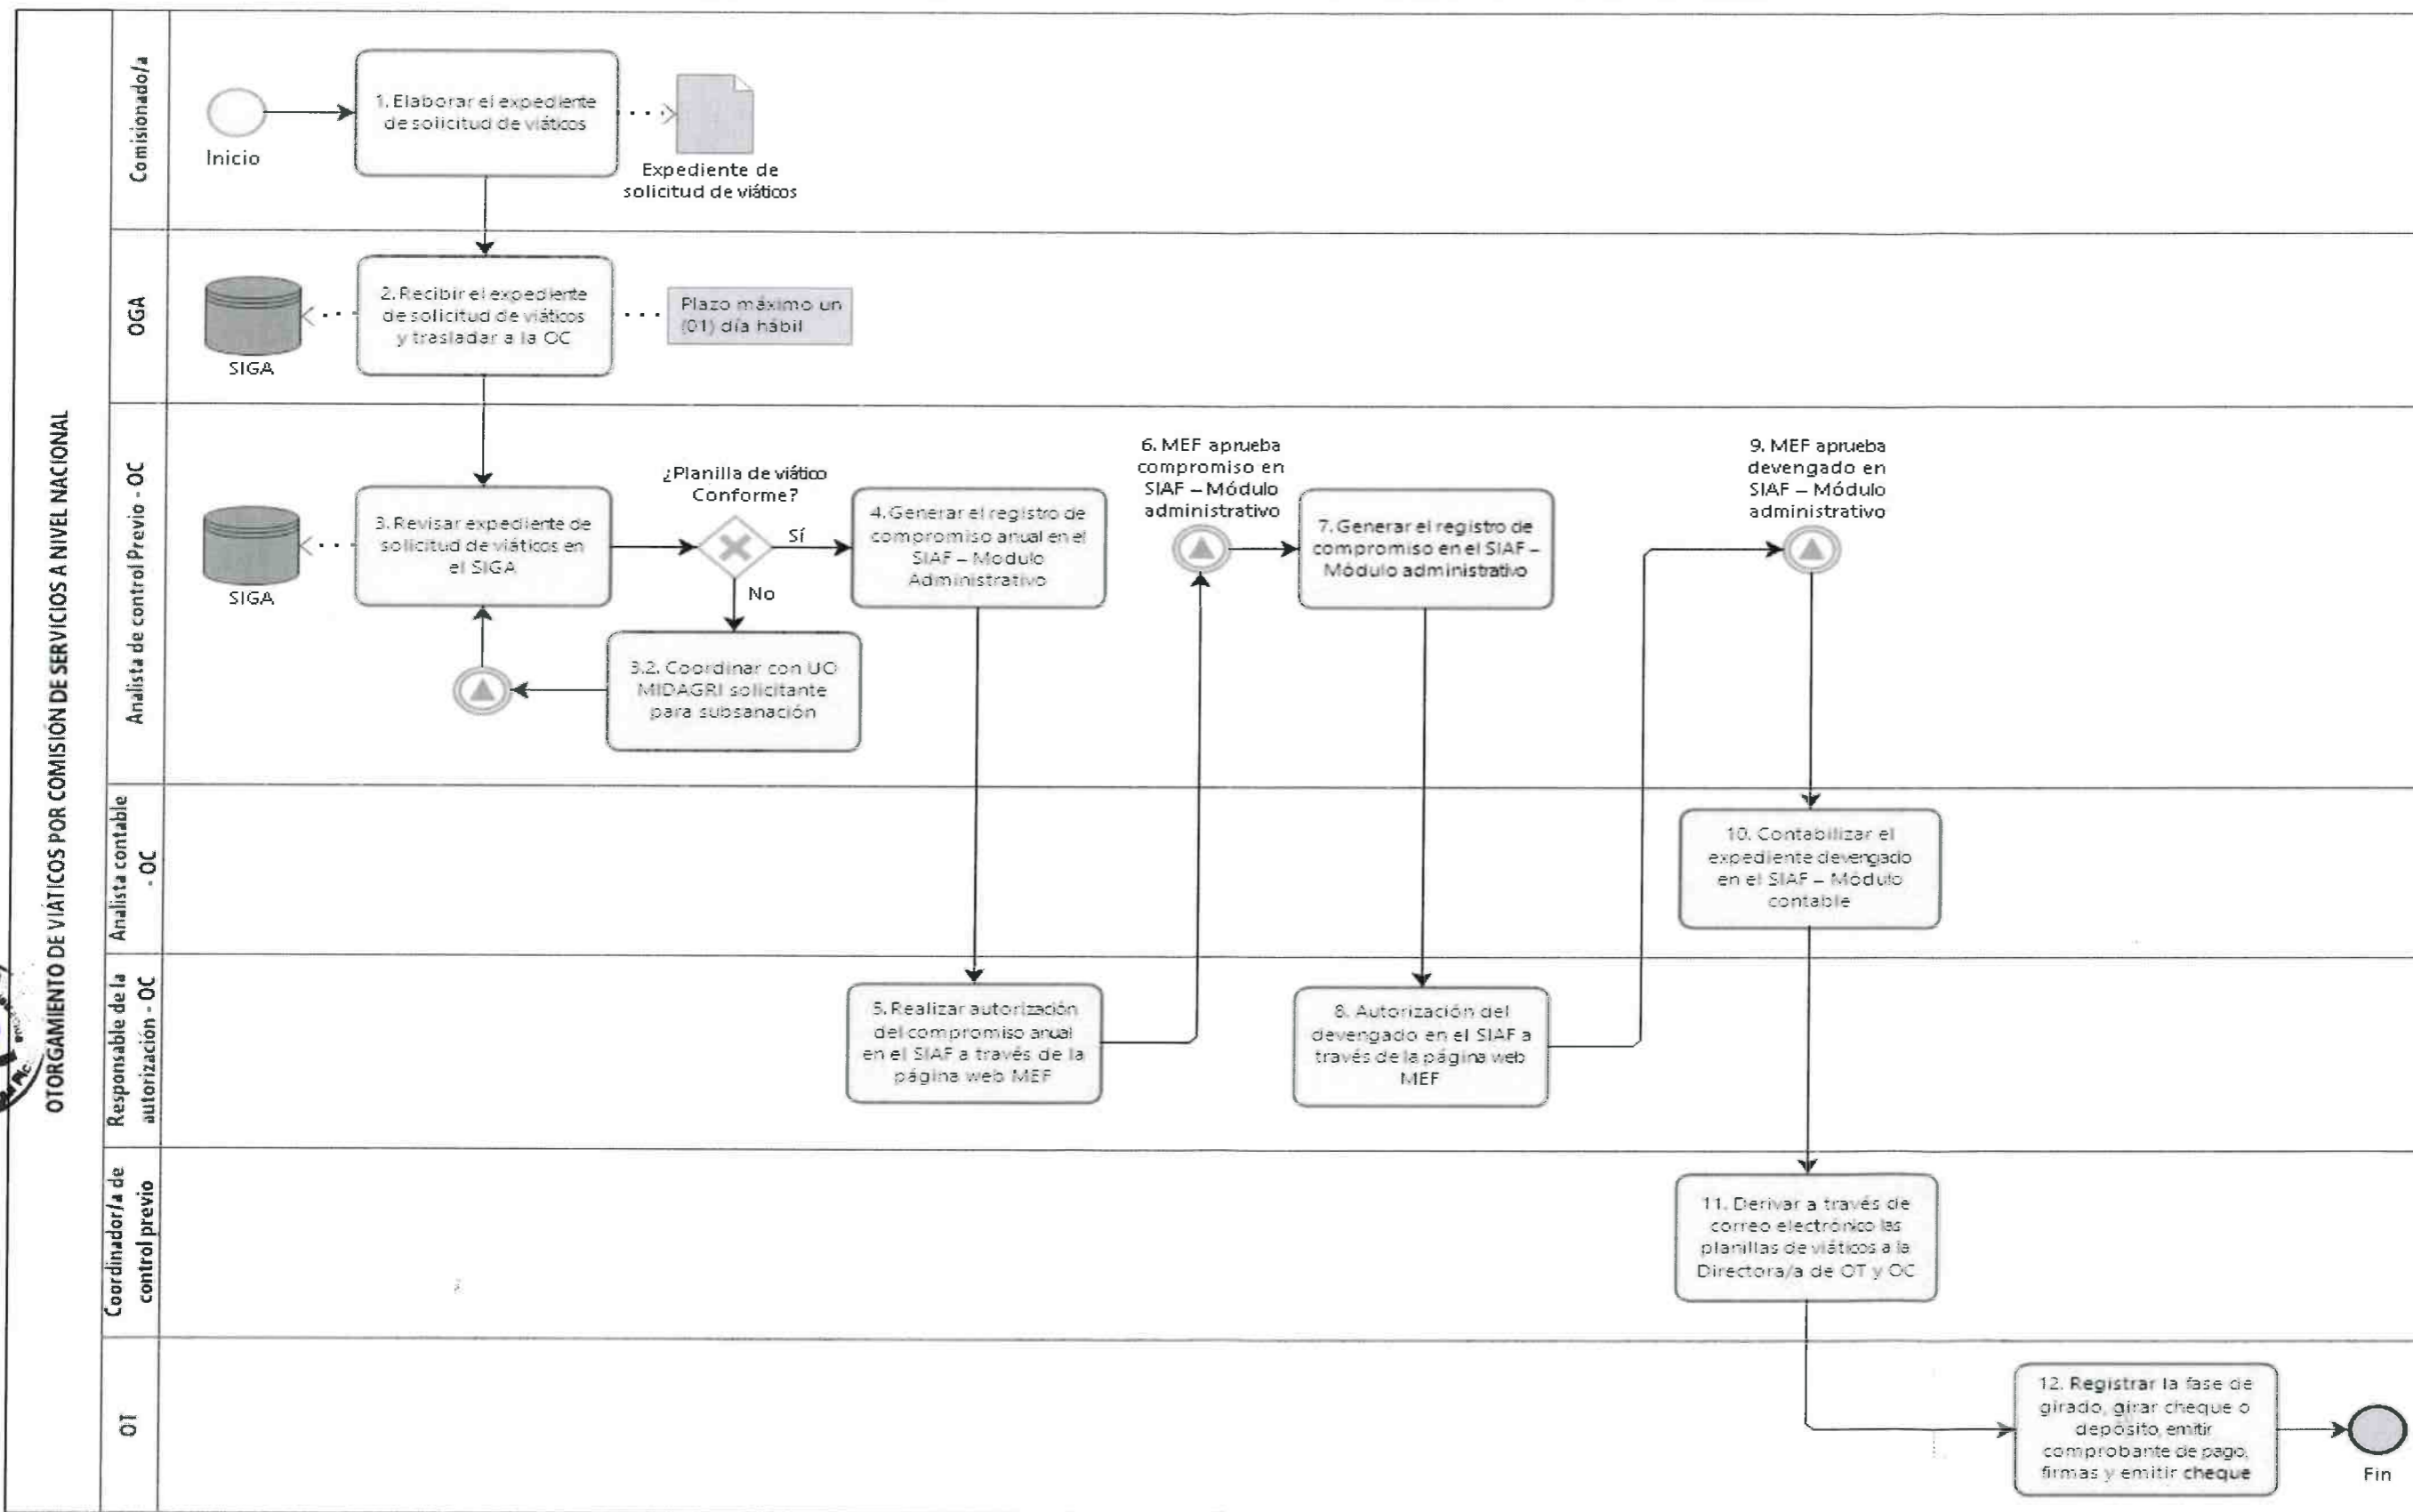 OTORGAMIENTO DE VIÁTICOS POR COMISIÓN DE SERVICIOS A NIVEL NACIONAL
Comisionado/a
Inicio
1. Elaborar el expediente
de solicitud de viáticos
Expediente de
solicitud de viáticos
OGA
SIGA
2. Recibir el expediente
de solicitud de viáticos
y trasladar a la OC
Plazo máximo un
(01) día hábil
Analista de control Previo - OC
SIGA
3. Revisar expediente de
solicitud de viáticos en
el SIGA
¿Planilla de viático
Conforme?
Sí
No
3.2. Coordinar con UO
MIDAGRI solicitante
para subsanación
4. Generar el registro de
compromiso anual en el
SIAF – Modulo
Administrativo
6. MEF aprueba
compromiso en
SIAF – Módulo
administrativo
7. Generar el registro de
compromiso en el SIAF –
Módulo administrativo
9. MEF aprueba
devengado en
SIAF – Módulo
administrativo
Analista contable
- OC
10. Contabilizar el
expediente devengado
en el SIAF – Módulo
contable
Responsable de la
autorización - OC
5. Realizar autorización
del compromiso anual
en el SIAF a través de la
página web MEF
8. Autorización del
devengado en el SIAF a
través de la página web
MEF
Coordinador/a de
control previo
11. Derivar a través de
correo electrónico las
planillas de viáticos a la
Directora/a de OT y OC
OT
12. Registrar la fase de
girado, girar cheque o
depósito, emitir
comprobante de pago,
firmas y emitir cheque
Fin